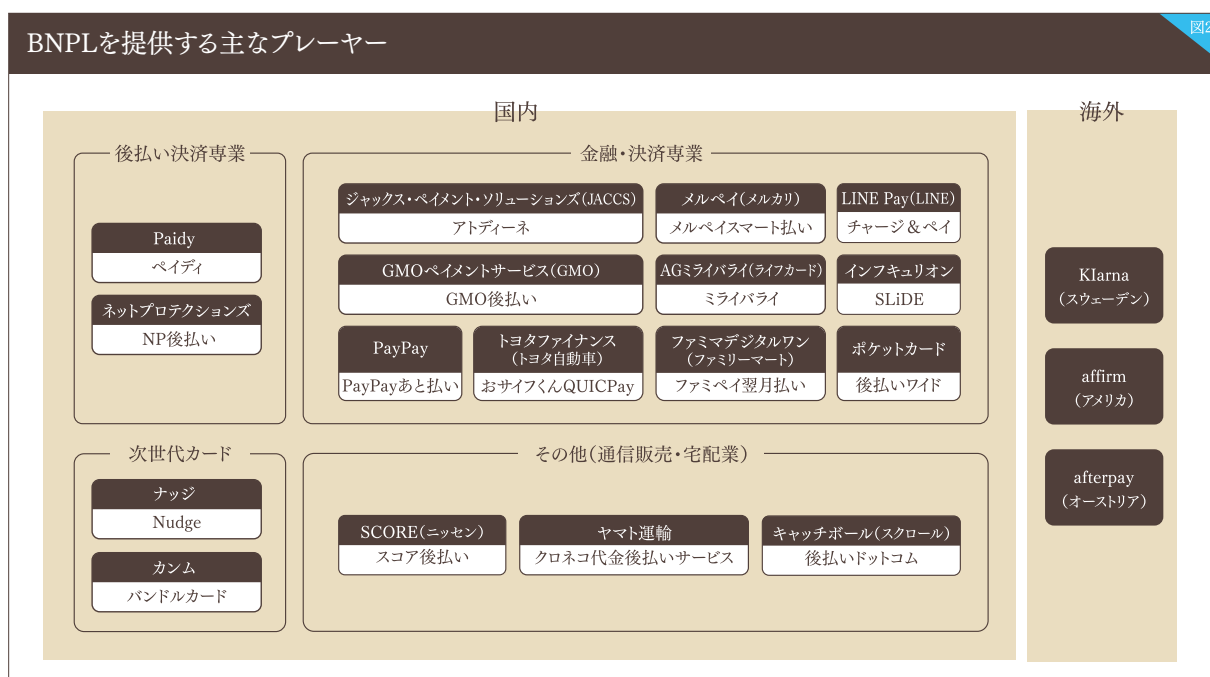 BNPLを提供する主なプレーヤー
図2
国内
後払い決済専業
Paidy
ペイディ
ネットプロテクションズ
NP後払い
金融・決済専業
ジャックス・ペイメント・ソリューションズ(JACCS)
アトディーネ
メルペイ(メルカリ)
メルペイスマート払い
LINE Pay(LINE)
チャージ＆ペイ
GMOペイメントサービス(GMO)
GMO後払い
AGミライバライ(ライフカード)
ミライバライ
インフキュリオン
SLiDE
PayPay
PayPayあと払い
トヨタファイナンス
(トヨタ自動車)
おサイフくんQUICPay
ファミマデジタルワン
(ファミリーマート)
ファミペイ翌月払い
ポケットカード
後払いワイド
次世代カード
ナッジ
Nudge
カンム
バンドルカード
その他(通信販売・宅配業)
SCORE(ニッセン)
スコア後払い
ヤマト運輸
クロネコ代金後払いサービス
キャッチボール(スクロール)
後払いドットコム
海外
KIarna
(スウェーデン)
affirm
(アメリカ)
afterpay
(オーストリア)